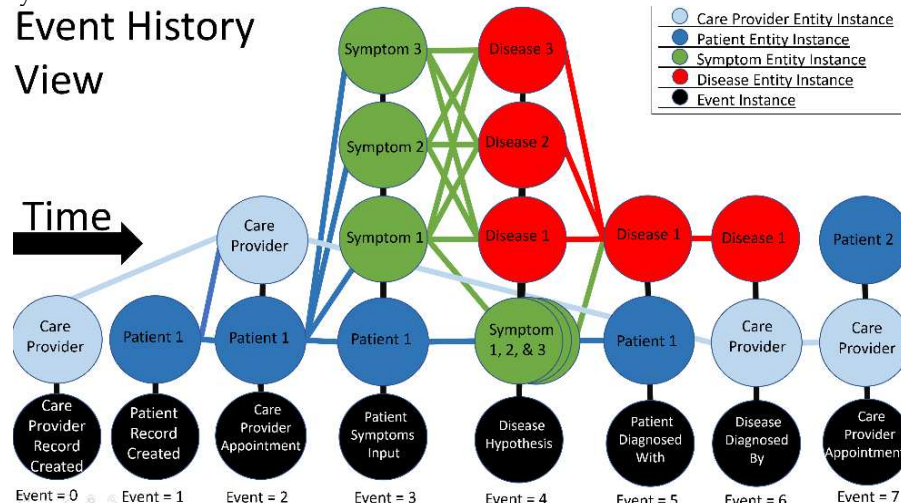 Event History
View
Care Provider Entity Instance
Patient Entity Instance
Symptom Entity Instance
Disease Entity Instance
Event Instance
Time
Symptom 3
Disease 3
Symptom 2
Disease 2
Care
Provider
Symptom 1
Disease 1
Disease 1
Disease 1
Patient 2
Care
Provider
Patient 1
Patient 1
Patient 1
Symptom
1, 2, & 3
Patient 1
Care
Provider
Care
Provider
Care
Provider
Record
Created
Patient
Record
Created
Care
Provider
Appointment
Patient
Symptoms
Input
Disease
Hypothesis
Patient
Diagnosed
With
Disease
Diagnosed
By
Care
Provider
Appointment
Event = 0
Event = 1
Event = 2
Event = 3
Event = 4
Event = 5
Event = 6
Event = 7